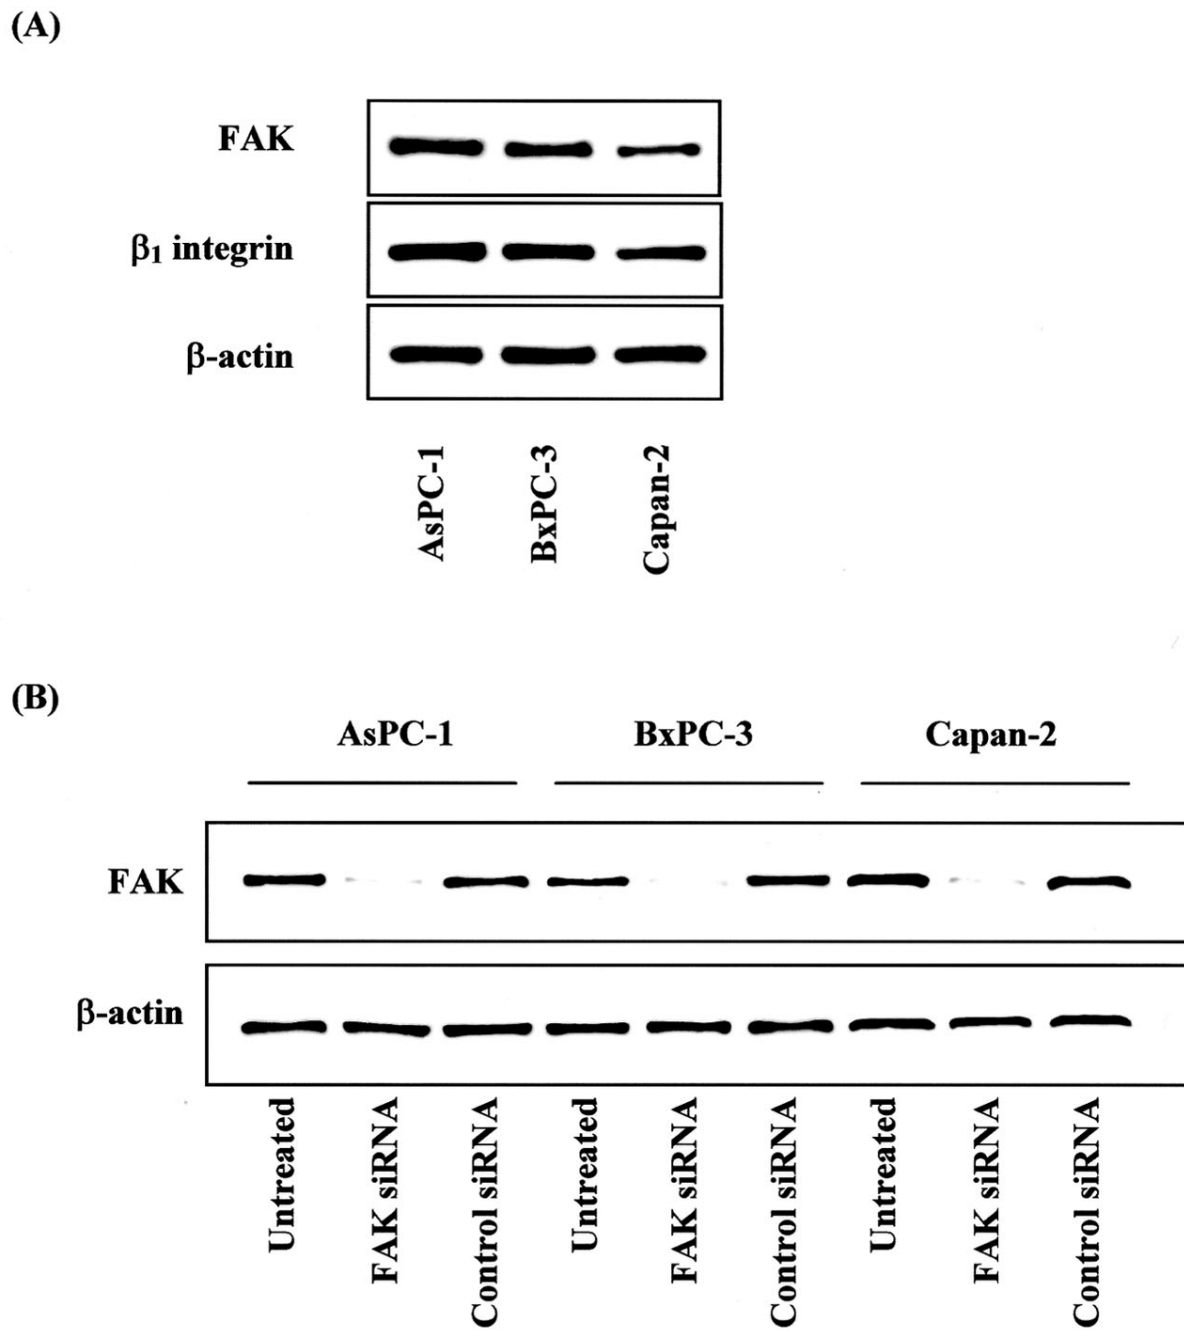 (A)
FAK
β1 integrin
β-actin
AsPC-1
BxPC-3
Capan-2
(B)
AsPC-1 BxPC-3 Capan-2
FAK
β-actin
Untreated
FAK siRNA
Control siRNA
Untreated
FAK siRNA
Control siRNA
Untreated
FAK siRNA
Control siRNA